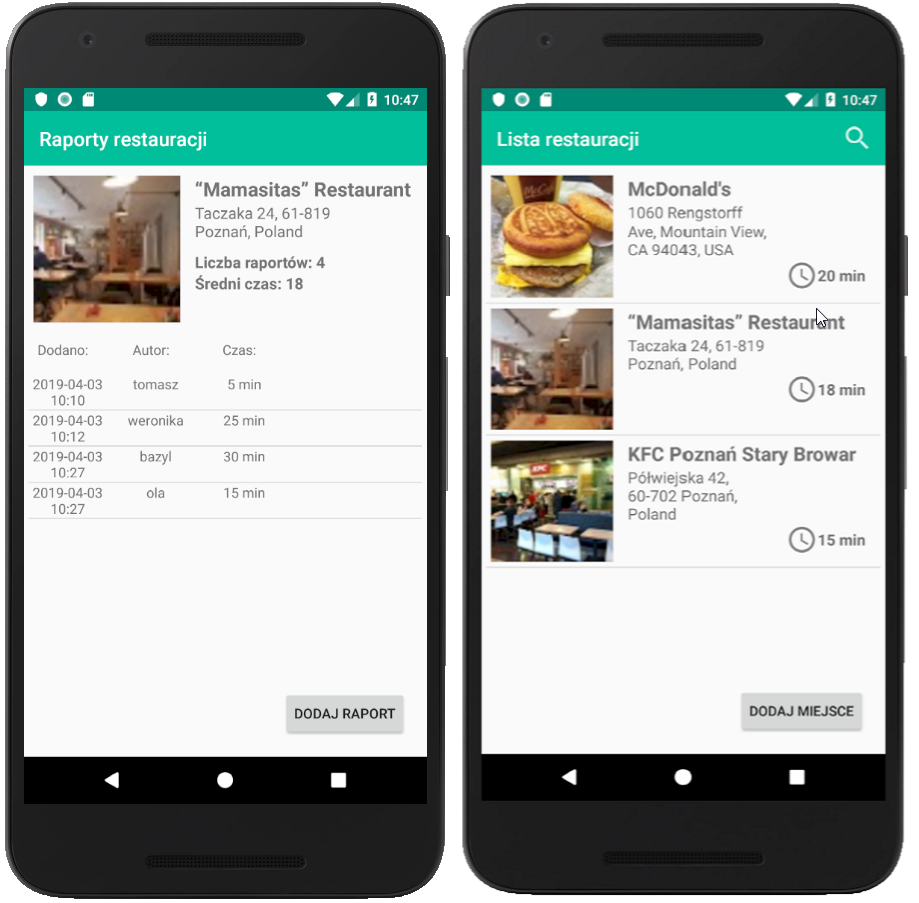 10:47
Raporty restauracji
“Mamasitas” Restaurant
Taczaka 24, 61-819
Poznań, Poland
Liczba raportów: 4
Średni czas: 18
Dodano: Autor: Czas:
2019-04-03 tomasz 5 min
10:10
2019-04-03 weronika 25 min
10:12
2019-04-03 bazyl 30 min
10:27
2019-04-03 ola 15 min
10:27
DODAJ RAPORT
10:47
Lista restauracji
McDonald's
1060 Rengstorff
Ave, Mountain View,
CA 94043, USA
20 min
“Mamasitas” Restaurant
Taczaka 24, 61-819
Poznań, Poland
18 min
KFC
KFC Poznań Stary Browar
Półwiejska 42,
60-702 Poznań,
Poland
15 min
DODAJ MIEJSCE